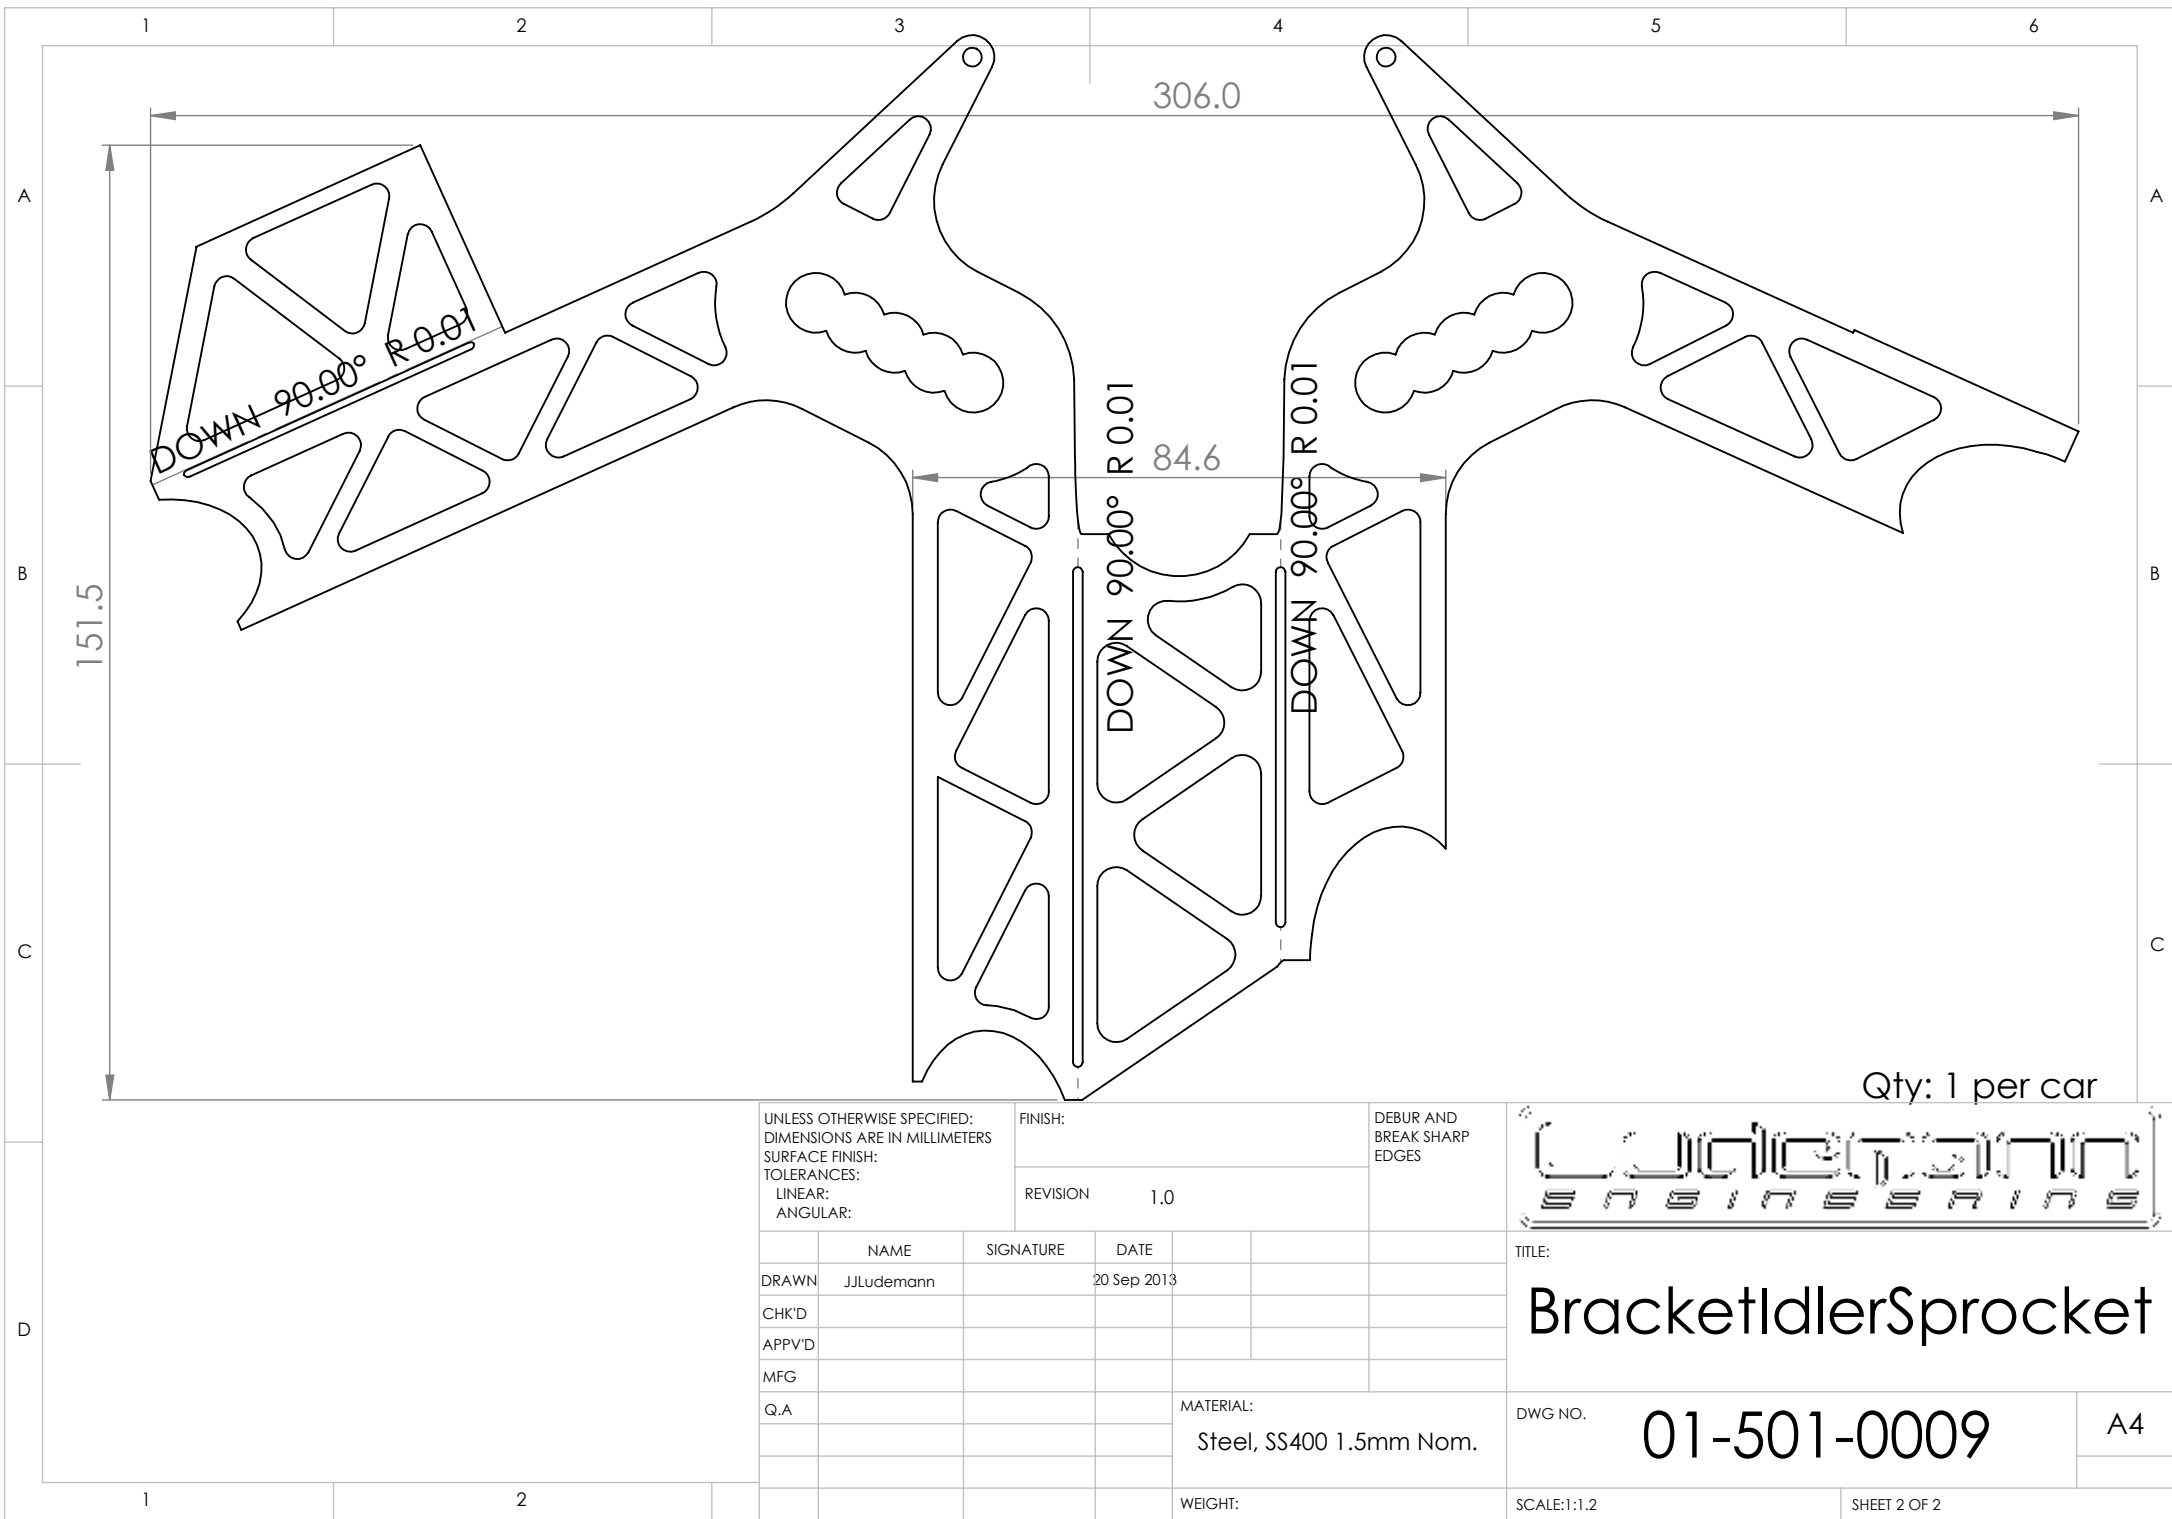 1 2 3 4 5 6
306.0
A A
DOWN 90.00° R 0.01
DOWN 90.00° R 0.01
DOWN 90.00° R 0.01
84.6
B B
151.5
C C
Qty: 1 per car
UNLESS OTHERWISE SPECIFIED:
DIMENSIONS ARE IN MILLIMETERS
SURFACE FINISH:
TOLERANCES:
LINEAR:
ANGULAR:
FINISH:
REVISION 1.0
DEBUR AND
BREAK SHARP
EDGES
Ludemann
ENGINEERING
NAME SIGNATURE DATE
DRAWN JJLudemann 20 Sep 2013
CHK'D
APPV'D
MFG
Q.A
TITLE:
BracketIdlerSprocket
MATERIAL:
Steel, SS400 1.5mm Nom.
DWG NO.
01-501-0009
A4
WEIGHT:
SCALE:1:1.2
SHEET 2 OF 2
D
1 2